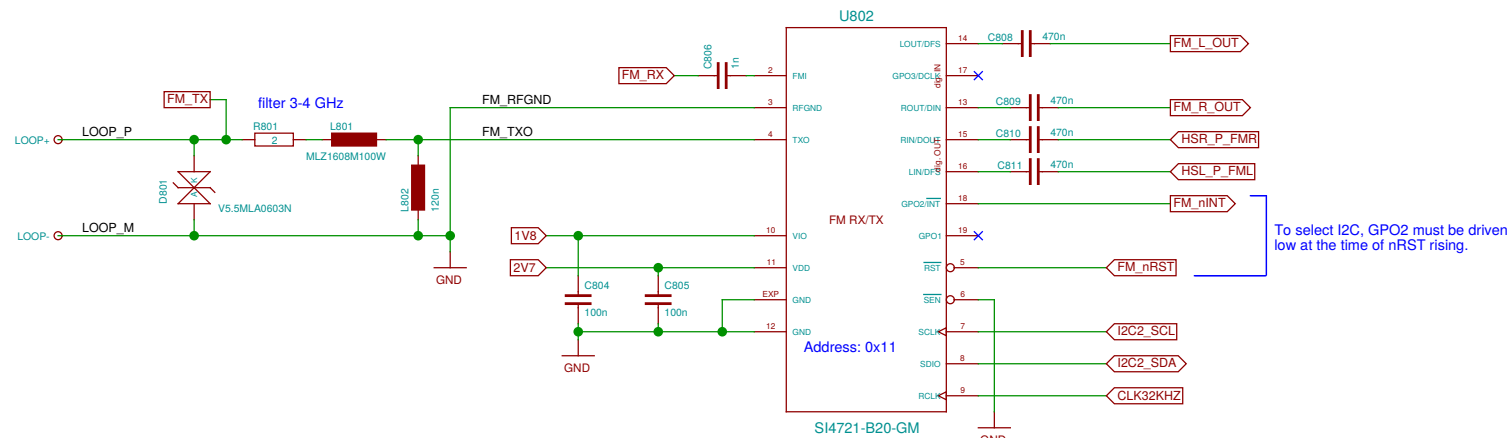 U802
FM_RX
C806
1n
2
FMI
FM_RFGND
3
RFGND
FM_TX
filter 3-4 GHz
LOOP+
LOOP_P
R801
2
L801
MLZ1608M100W
FM_TXO
4
TXO
D801
A
K
V5.5MLA0603N
L802
120n
LOOP-
LOOP_M
GND
1V8
10
VIO
2V7
11
VDD
C804
100n
C805
100n
EXP
GND
12
GND
GND
FM RX/TX
Address: 0x11
SI4721-B20-GM
LOUT/DFS
14
C808
470n
FM_L_OUT
GPO3/DCLK
17
dig. IN
ROUT/DIN
13
C809
470n
FM_R_OUT
RIN/DOUT
15
C810
470n
HSR_P_FMR
dig. OUT
LIN/DFS
16
C811
470n
HSL_P_FML
GPO2/INT
18
FM_nINT
GPO1
19
RST
5
FM_nRST
To select I2C, GPO2 must be driven
low at the time of nRST rising.
SEN
6
SCLK
7
I2C2_SCL
SDIO
8
I2C2_SDA
RCLK
9
CLK32KHZ
GND